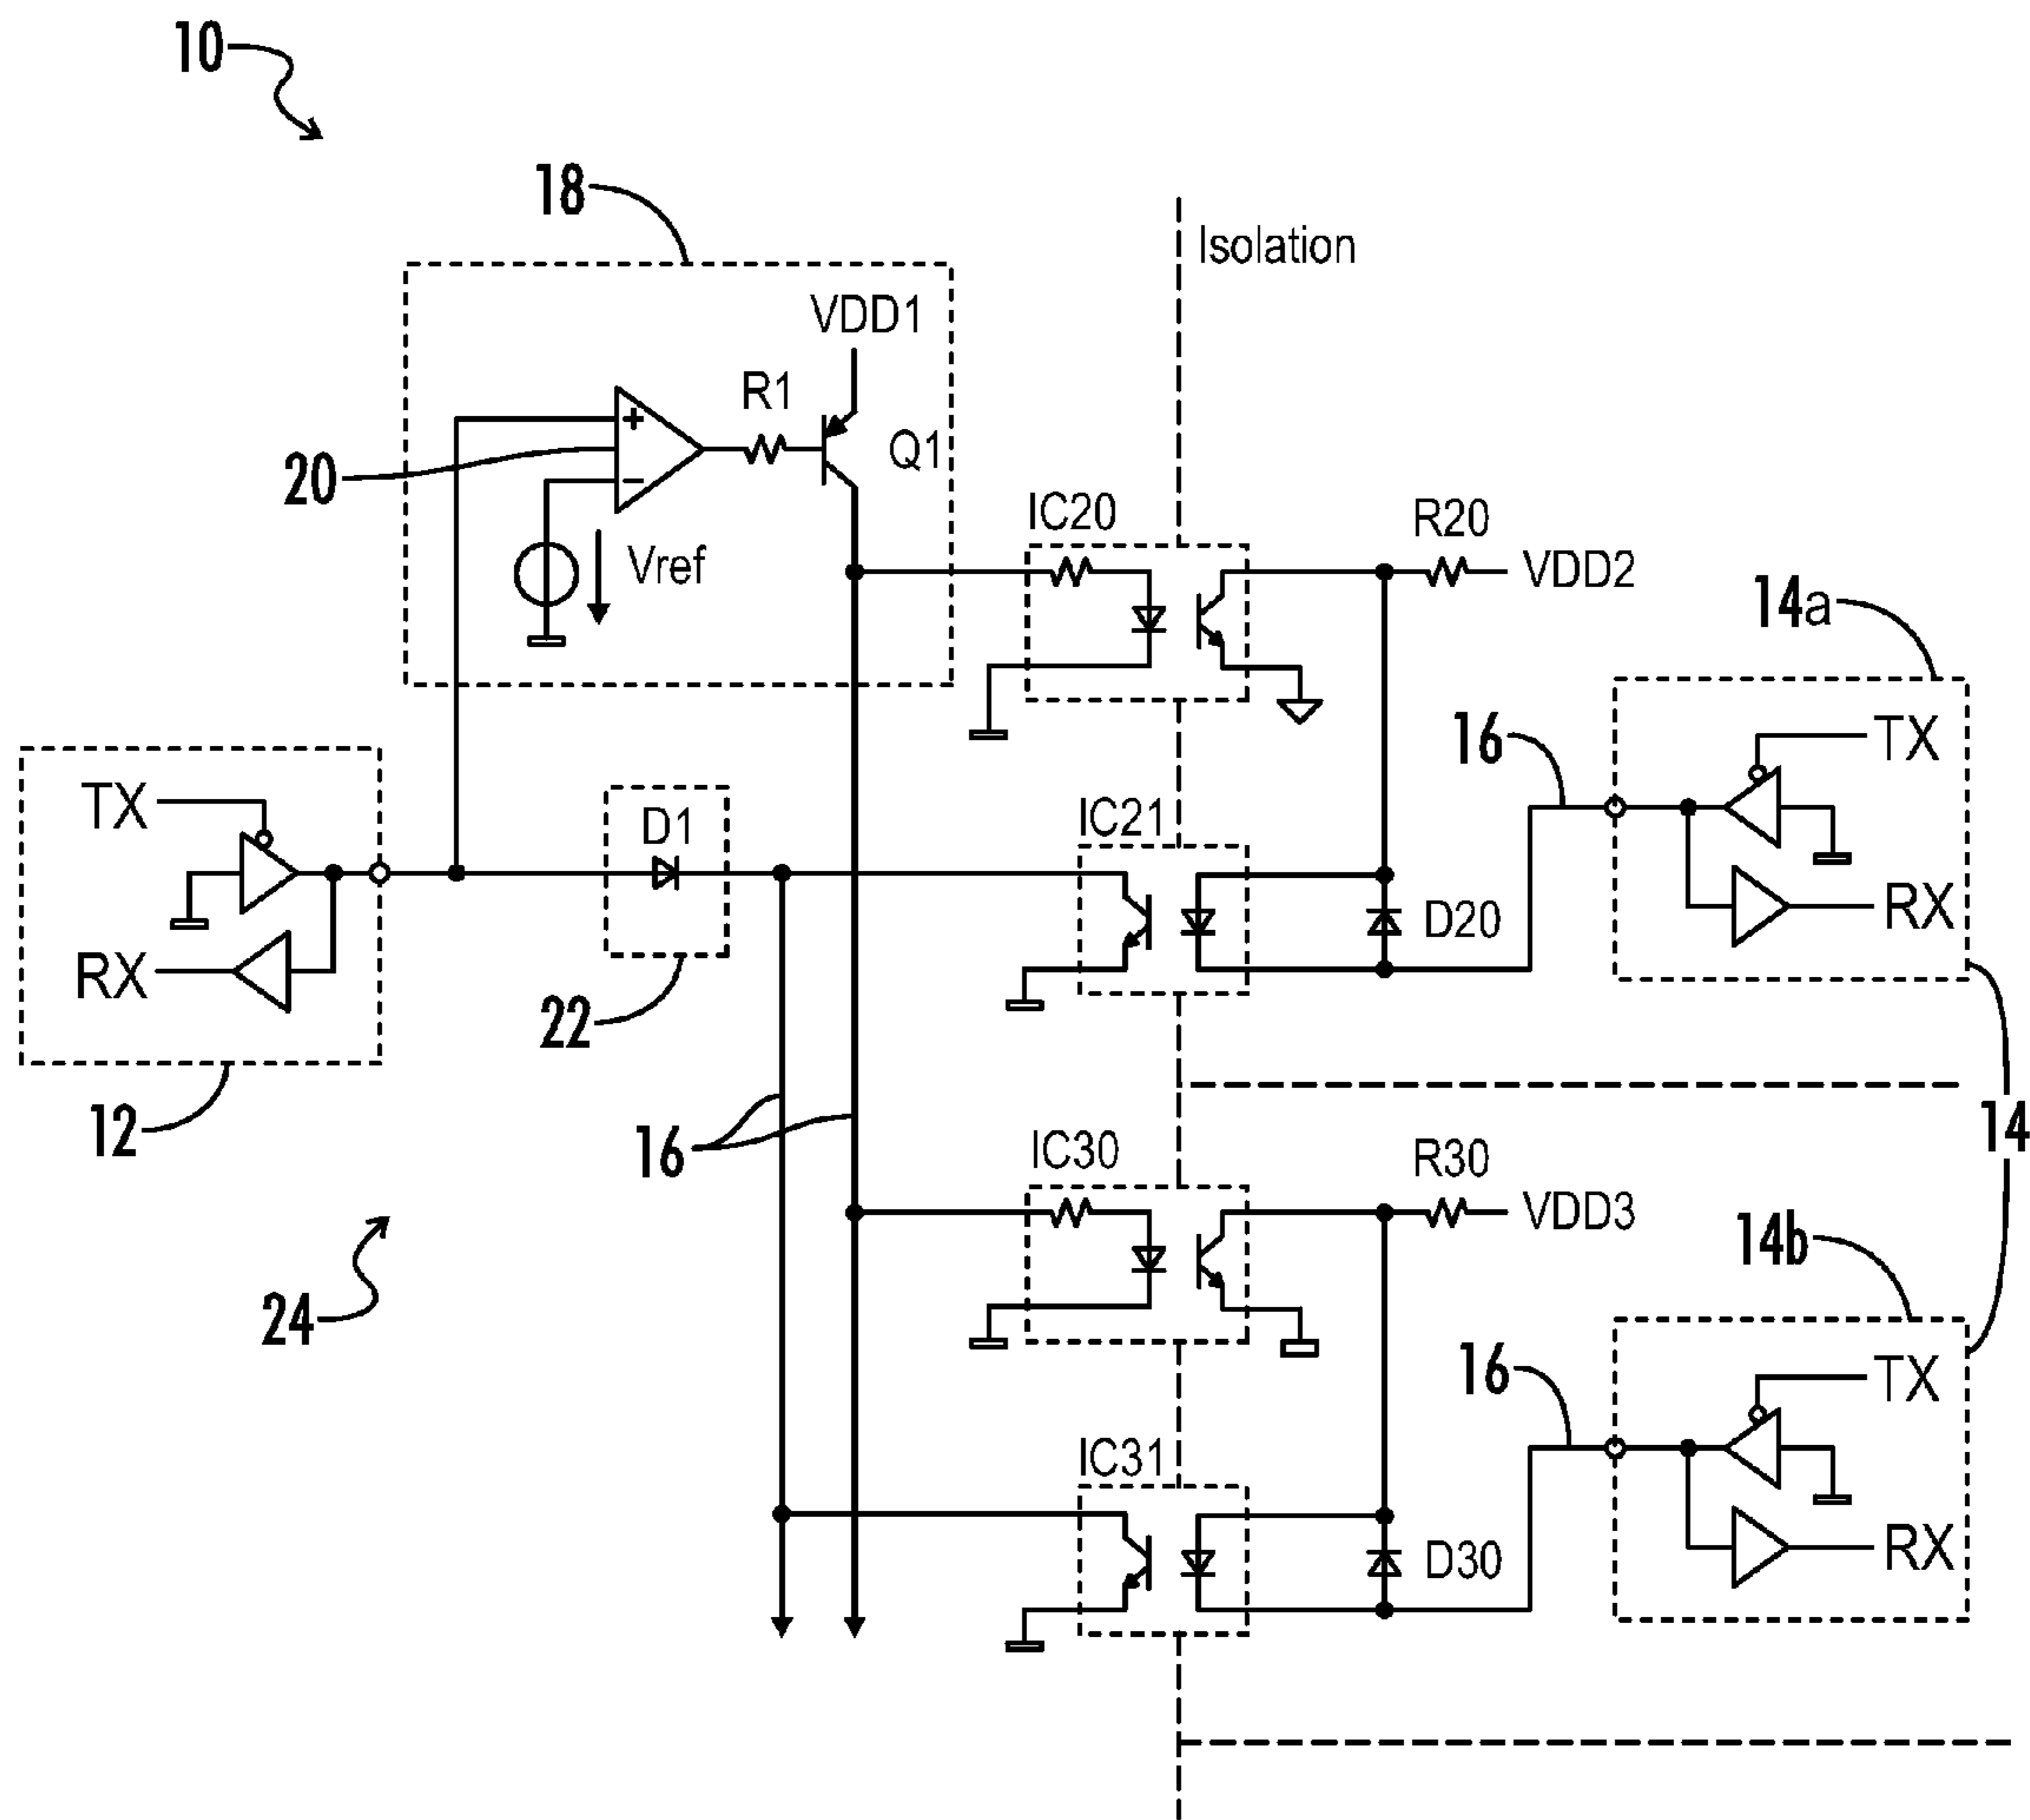 10
18
Isolation
VDD1
R1
+
Q1
20
−
Vref
IC20
R20
VDD2
14a
16
TX
TX
D1
IC21
RX
D20
RX
22
12
16
14
IC30
R30
VDD3
14b
24
16
TX
IC31
RX
D30